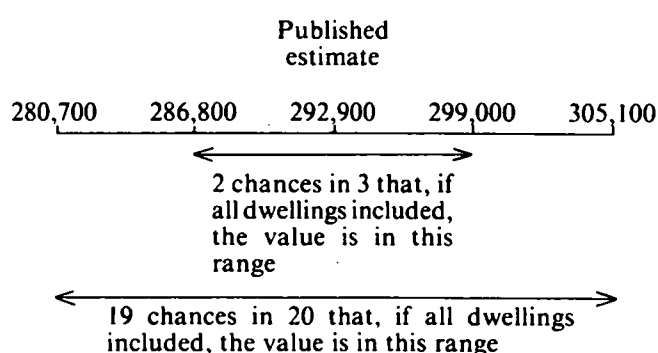 Published
estimate
280,700 286,800 292,900 299,000 305,100
2 chances in 3 that, if
all dwellings included,
the value is in this
range
19 chances in 20 that, if all dwellings
included, the value is in this range